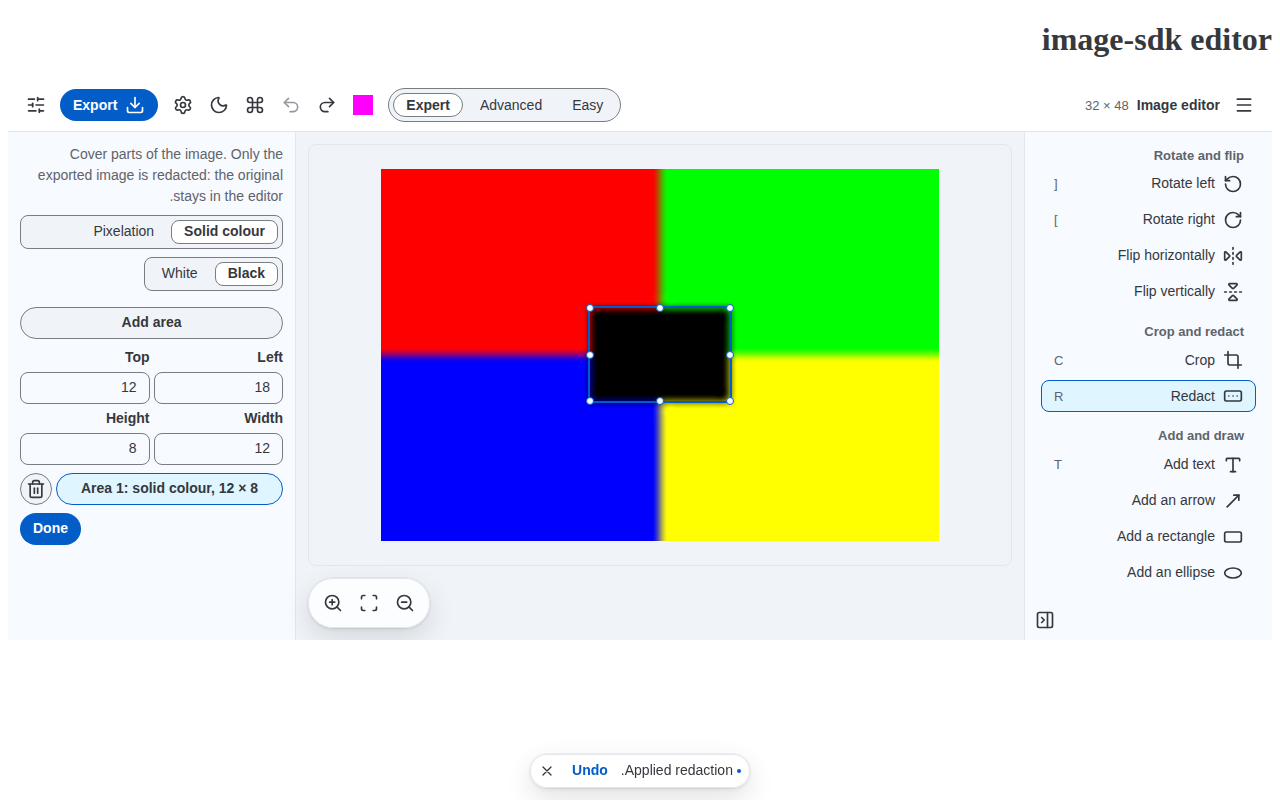 image-sdk editor
Image editor
32 × 48
Easy
Advanced
Expert
Export
Rotate and flip
Rotate left
]
Rotate right
[
Flip horizontally
Flip vertically
Crop and redact
Crop
C
Redact
R
Add and draw
Add text
T
Add an arrow
Add a rectangle
Add an ellipse
Cover parts of the image. Only the
exported image is redacted: the original
.stays in the editor
Solid colour
Pixelation
Black
White
Add area
Left
Top
18
12
Width
Height
12
8
Area 1: solid colour, 12 × 8
Done
.Applied redaction
Undo